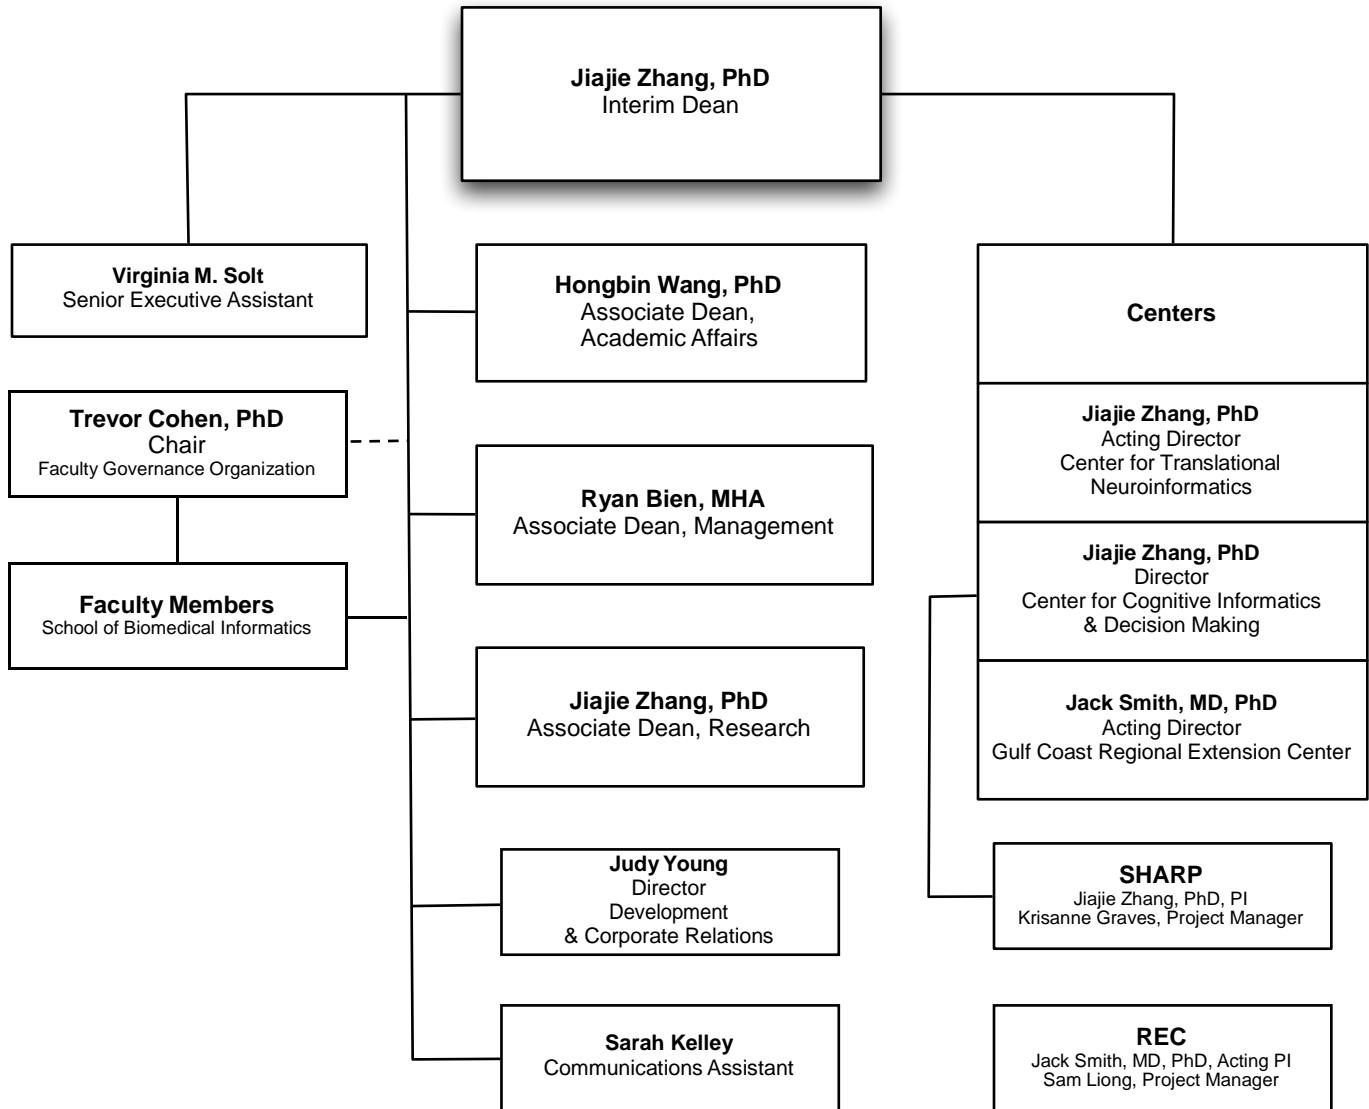 Jiajie Zhang, PhD
Interim Dean
Virginia M. Solt
Senior Executive Assistant
Trevor Cohen, PhD
Chair
Faculty Governance Organization
Faculty Members
School of Biomedical Informatics
Hongbin Wang, PhD
Associate Dean,
Academic Affairs
Ryan Bien, MHA
Associate Dean, Management
Jiajie Zhang, PhD
Associate Dean, Research
Judy Young
Director
Development
& Corporate Relations
Sarah Kelley
Communications Assistant
Centers
Jiajie Zhang, PhD
Acting Director
Center for Translational
Neuroinformatics
Jiajie Zhang, PhD
Director
Center for Cognitive Informatics
& Decision Making
Jack Smith, MD, PhD
Acting Director
Gulf Coast Regional Extension Center
SHARP
Jiajie Zhang, PhD, PI
Krisanne Graves, Project Manager
REC
Jack Smith, MD, PhD, Acting PI
Sam Liong, Project Manager